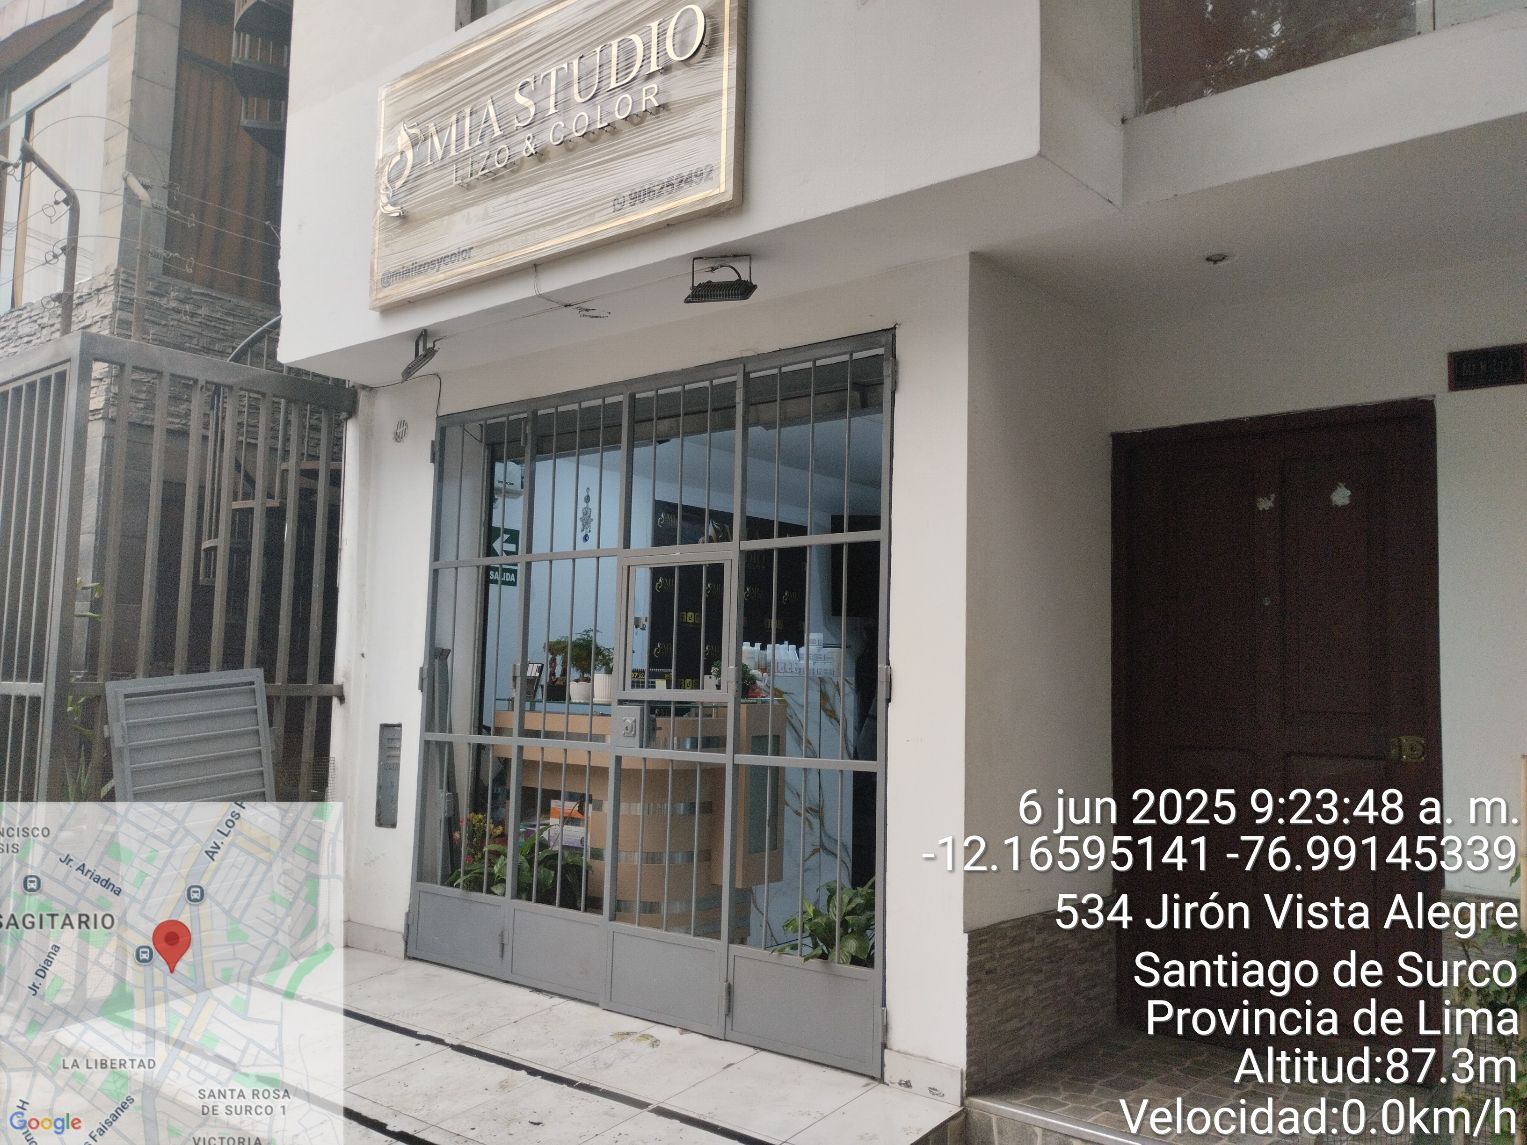 MIA STUDIO
LIZO & COLOR
906252492
@mializosycolor
SALIDA
6 jun 2025 9:23:48 a. m.
-12.16595141 -76.99145339
534 Jirón Vista Alegre
Santiago de Surco
Provincia de Lima
Altitud:87.3m
Velocidad:0.0km/h
Jr. Ariadna
SAGITARIO
Jr. Diana
LA LIBERTAD
SANTA ROSA
DE SURCO 1
VICTORIA
Google